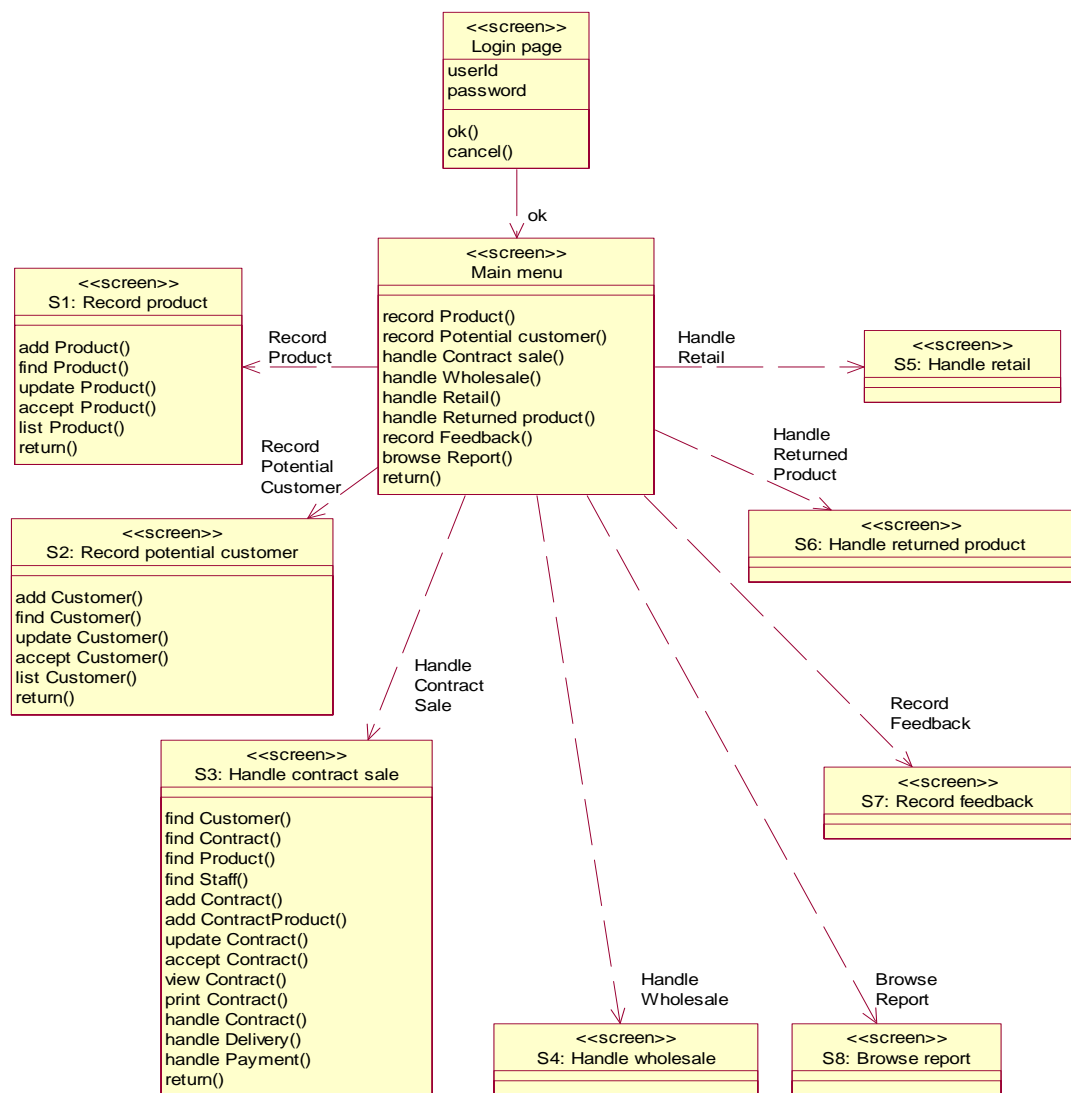 <<screen>>
Login page
userId
password
ok()
cancel()
ok
<<screen>>
Main menu
record Product()
record Potential customer()
handle Contract sale()
handle Wholesale()
handle Retail()
handle Returned product()
record Feedback()
browse Report()
return()
<<screen>>
S1: Record product
add Product()
find Product()
update Product()
accept Product()
list Product()
return()
Record
Product
Handle
Retail
<<screen>>
S5: Handle retail
Record
Potential
Customer
Handle
Returned
Product
<<screen>>
S2: Record potential customer
add Customer()
find Customer()
update Customer()
accept Customer()
list Customer()
return()
<<screen>>
S6: Handle returned product
Handle
Contract
Sale
Record
Feedback
<<screen>>
S3: Handle contract sale
find Customer()
find Contract()
find Product()
find Staff()
add Contract()
add ContractProduct()
update Contract()
accept Contract()
view Contract()
print Contract()
handle Contract()
handle Delivery()
handle Payment()
return()
<<screen>>
S7: Record feedback
Handle
Wholesale
Browse
Report
<<screen>>
S4: Handle wholesale
<<screen>>
S8: Browse report